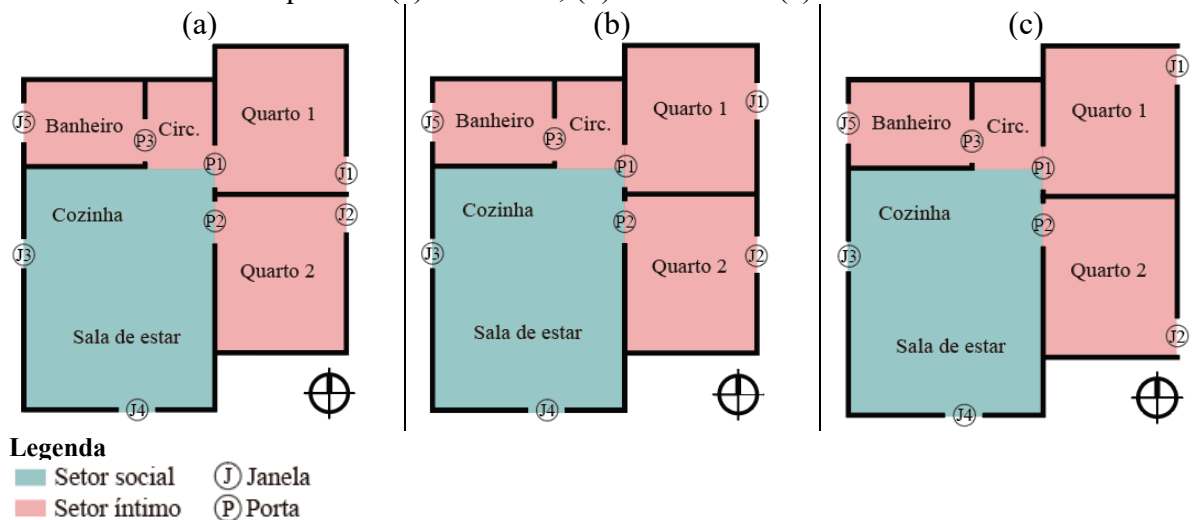 (a)
Quarto 1
Banheiro
Circ.
J5
P3
P1
J1
J2
Cozinha
P2
J3
Quarto 2
Sala de estar
J4
(b)
J1
Quarto 1
Banheiro
Circ.
J5
P3
P1
Cozinha
P2
J3
J2
Quarto 2
Sala de estar
J4
(c)
J1
Quarto 1
Banheiro
Circ.
J5
P3
P1
Cozinha
P2
J3
Quarto 2
J2
Sala de estar
J4
Legenda
Setor social
J Janela
Setor íntimo
P Porta